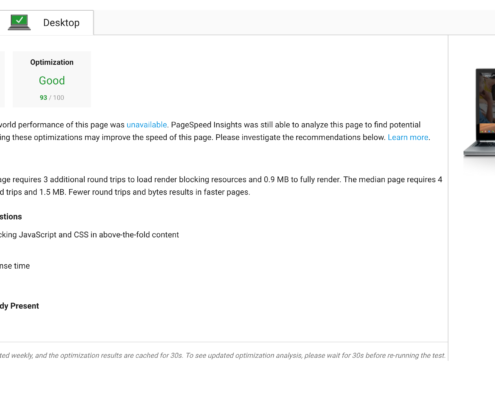 Desktop
Optimization
Good
93 / 100
world performance of this page was unavailable. PageSpeed Insights was still able to analyze this page to find potential
ing these optimizations may improve the speed of this page. Please investigate the recommendations below. Learn more.
age requires 3 additional round trips to load render blocking resources and 0.9 MB to fully render. The median page requires 4
d trips and 1.5 MB. Fewer round trips and bytes results in faster pages.
stions
cking JavaScript and CSS in above-the-fold content
nse time
dy Present
ted weekly, and the optimization results are cached for 30s. To see updated optimization analysis, please wait for 30s before re-running the test